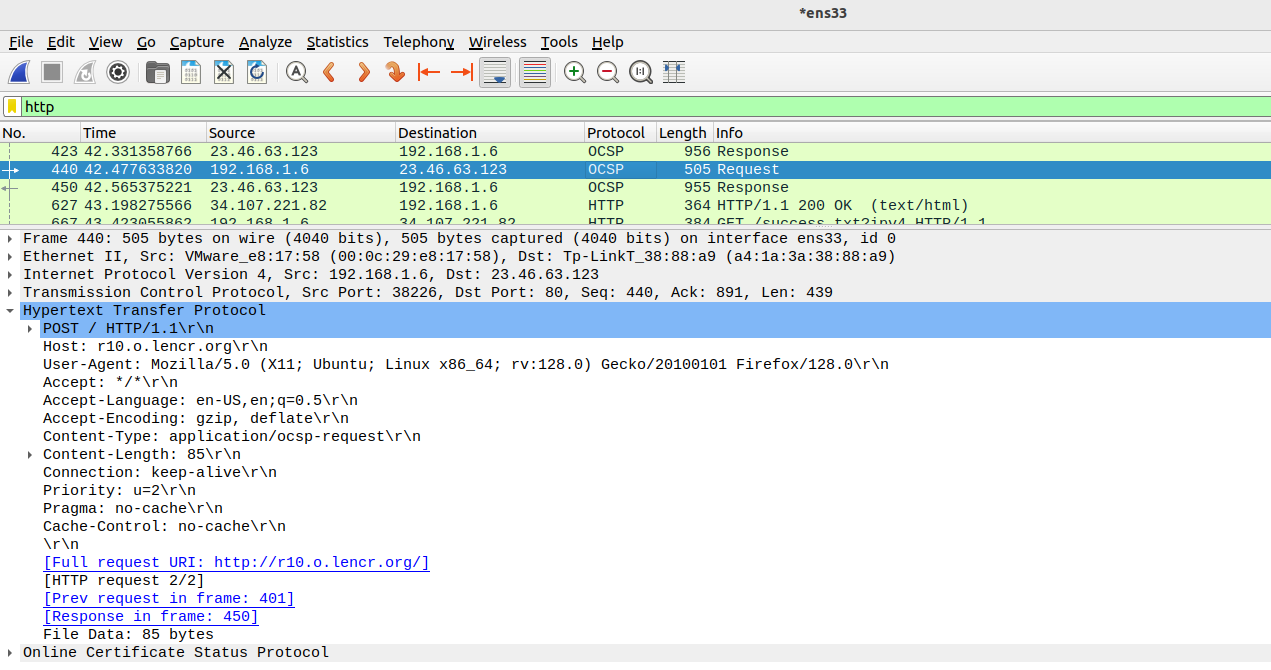 *ens33
File Edit View Go Capture Analyze Statistics Telephony Wireless Tools Help
http
No. Time Source Destination Protocol Length Info
423 42.331358766 23.46.63.123 192.168.1.6 OCSP 956 Response
440 42.477633820 192.168.1.6 23.46.63.123 OCSP 505 Request
450 42.565375221 23.46.63.123 192.168.1.6 OCSP 955 Response
627 43.198275566 34.107.221.82 192.168.1.6 HTTP 364 HTTP/1.1 200 OK (text/html)
667 43.423055862 192.168.1.6 34.107.221.82 HTTP 384 GET /success.txt?ipv4 HTTP/1.1
Frame 440: 505 bytes on wire (4040 bits), 505 bytes captured (4040 bits) on interface ens33, id 0
Ethernet II, Src: VMware_e8:17:58 (00:0c:29:e8:17:58), Dst: Tp-LinkT_38:88:a9 (a4:1a:3a:38:88:a9)
Internet Protocol Version 4, Src: 192.168.1.6, Dst: 23.46.63.123
Transmission Control Protocol, Src Port: 38226, Dst Port: 80, Seq: 440, Ack: 891, Len: 439
Hypertext Transfer Protocol
POST / HTTP/1.1\r\n
Host: r10.o.lencr.org\r\n
User-Agent: Mozilla/5.0 (X11; Ubuntu; Linux x86_64; rv:128.0) Gecko/20100101 Firefox/128.0\r\n
Accept: */*\r\n
Accept-Language: en-US,en;q=0.5\r\n
Accept-Encoding: gzip, deflate\r\n
Content-Type: application/ocsp-request\r\n
Content-Length: 85\r\n
Connection: keep-alive\r\n
Priority: u=2\r\n
Pragma: no-cache\r\n
Cache-Control: no-cache\r\n
\r\n
[Full request URI: http://r10.o.lencr.org/]
[HTTP request 2/2]
[Prev request in frame: 401]
[Response in frame: 450]
File Data: 85 bytes
Online Certificate Status Protocol